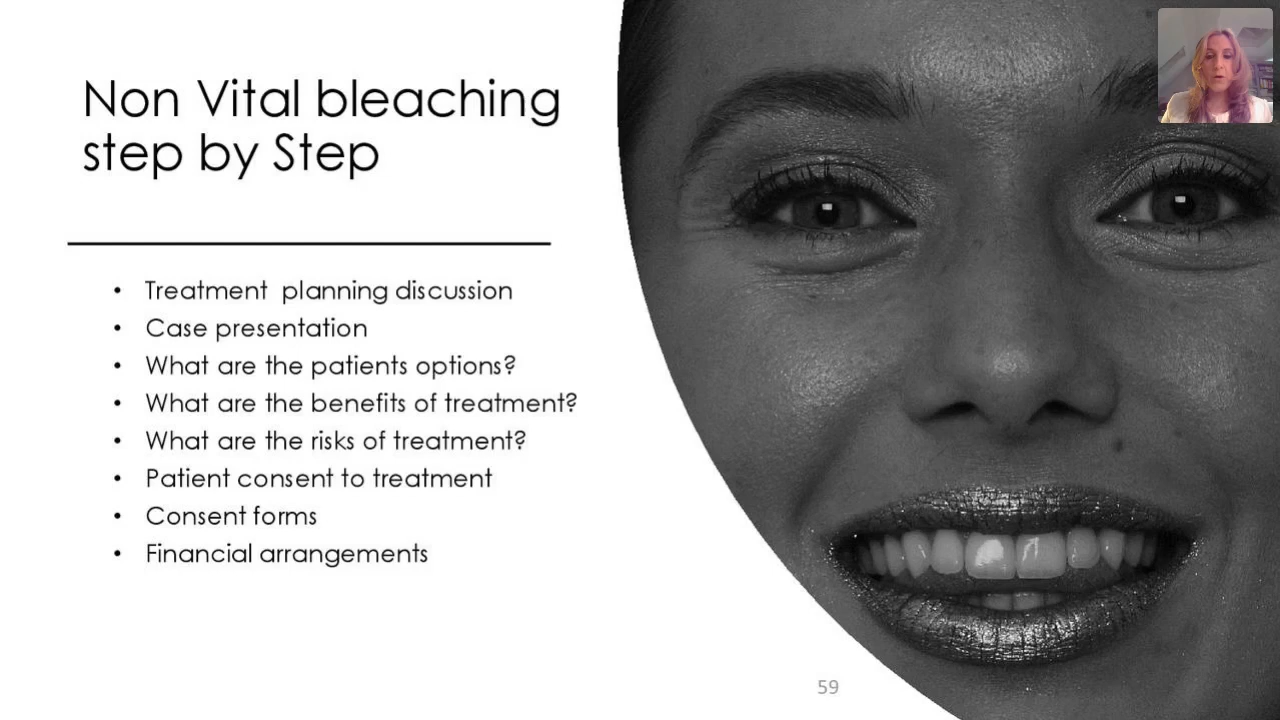 Non Vital bleaching
step by Step
• Treatment  planning discussion
• Case presentation
• What are the patients options?
• What are the benefits of treatment?
• What are the risks of treatment?
• Patient consent to treatment
• Consent forms
• Financial arrangements
59